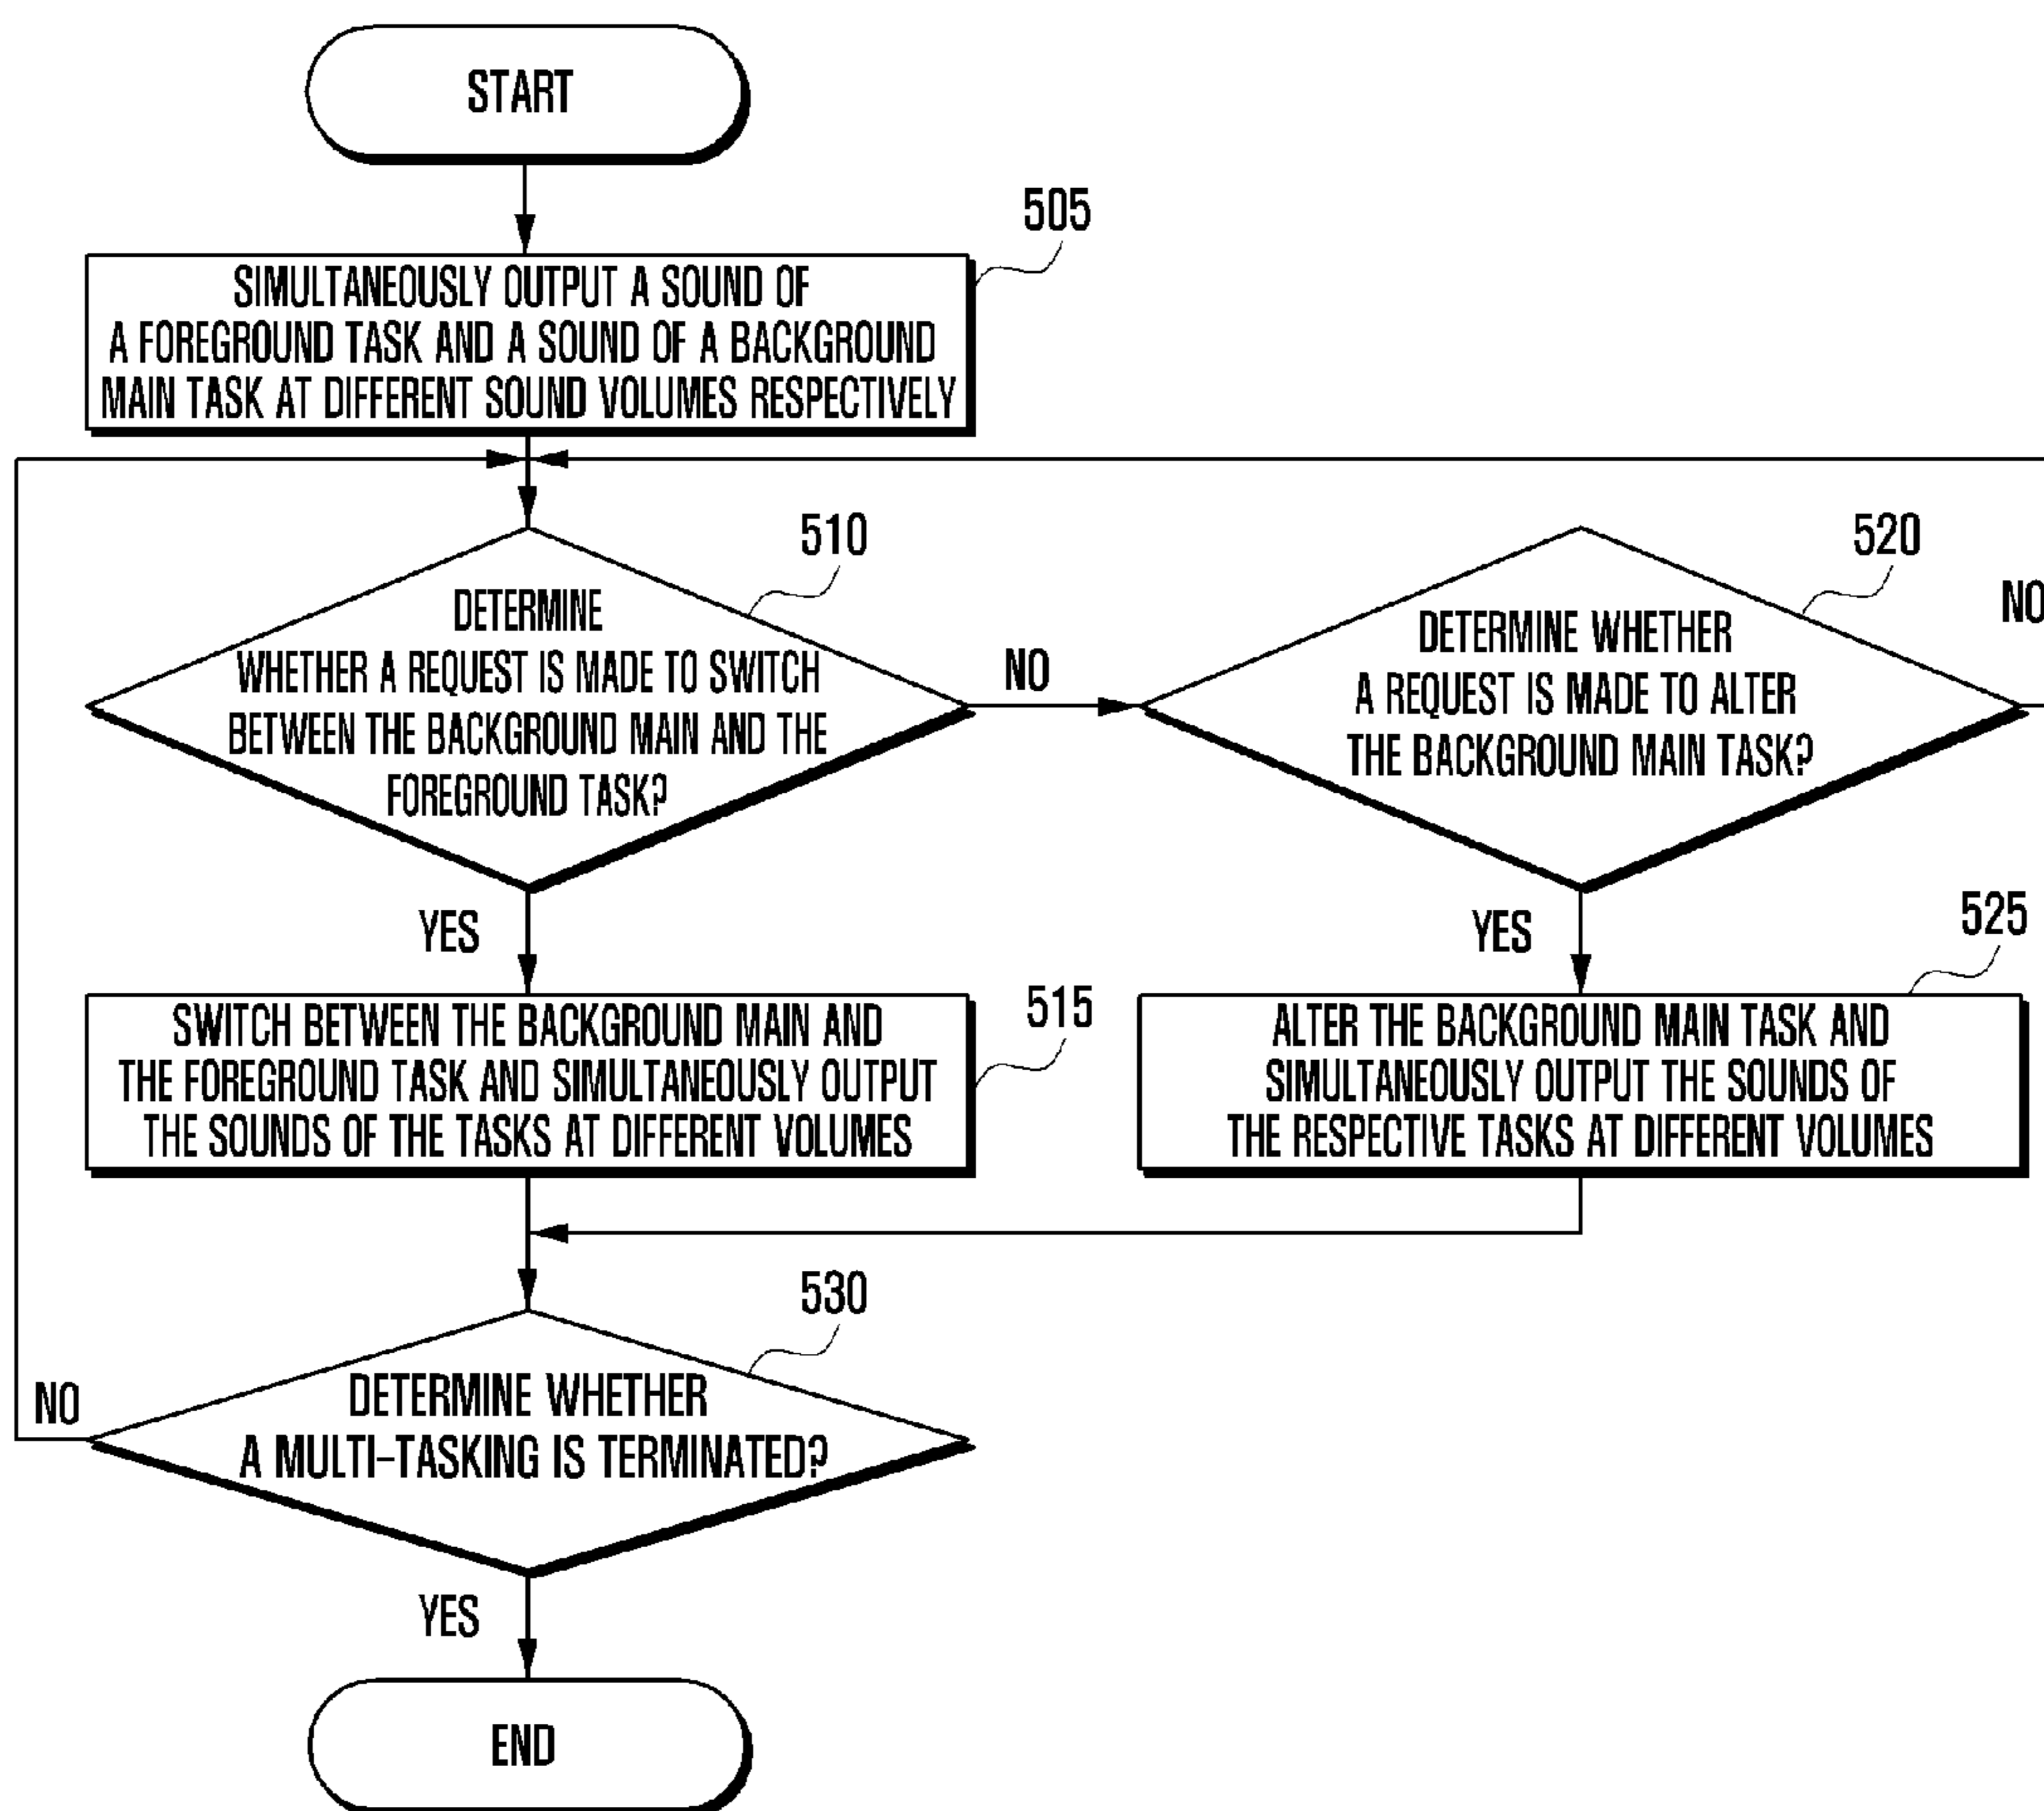 START
505
SIMULTANEOUSLY OUTPUT A SOUND OF
A FOREGROUND TASK AND A SOUND OF A BACKGROUND
MAIN TASK AT DIFFERENT SOUND VOLUMES RESPECTIVELY
510
DETERMINE
WHETHER A REQUEST IS MADE TO SWITCH
BETWEEN THE BACKGROUND MAIN AND THE
FOREGROUND TASK?
NO
520
DETERMINE WHETHER
A REQUEST IS MADE TO ALTER
THE BACKGROUND MAIN TASK?
NO
YES
YES
515
SWITCH BETWEEN THE BACKGROUND MAIN AND
THE FOREGROUND TASK AND SIMULTANEOUSLY OUTPUT
THE SOUNDS OF THE TASKS AT DIFFERENT VOLUMES
525
ALTER THE BACKGROUND MAIN TASK AND
SIMULTANEOUSLY OUTPUT THE SOUNDS OF
THE RESPECTIVE TASKS AT DIFFERENT VOLUMES
530
DETERMINE WHETHER
A MULTI-TASKING IS TERMINATED?
NO
YES
END